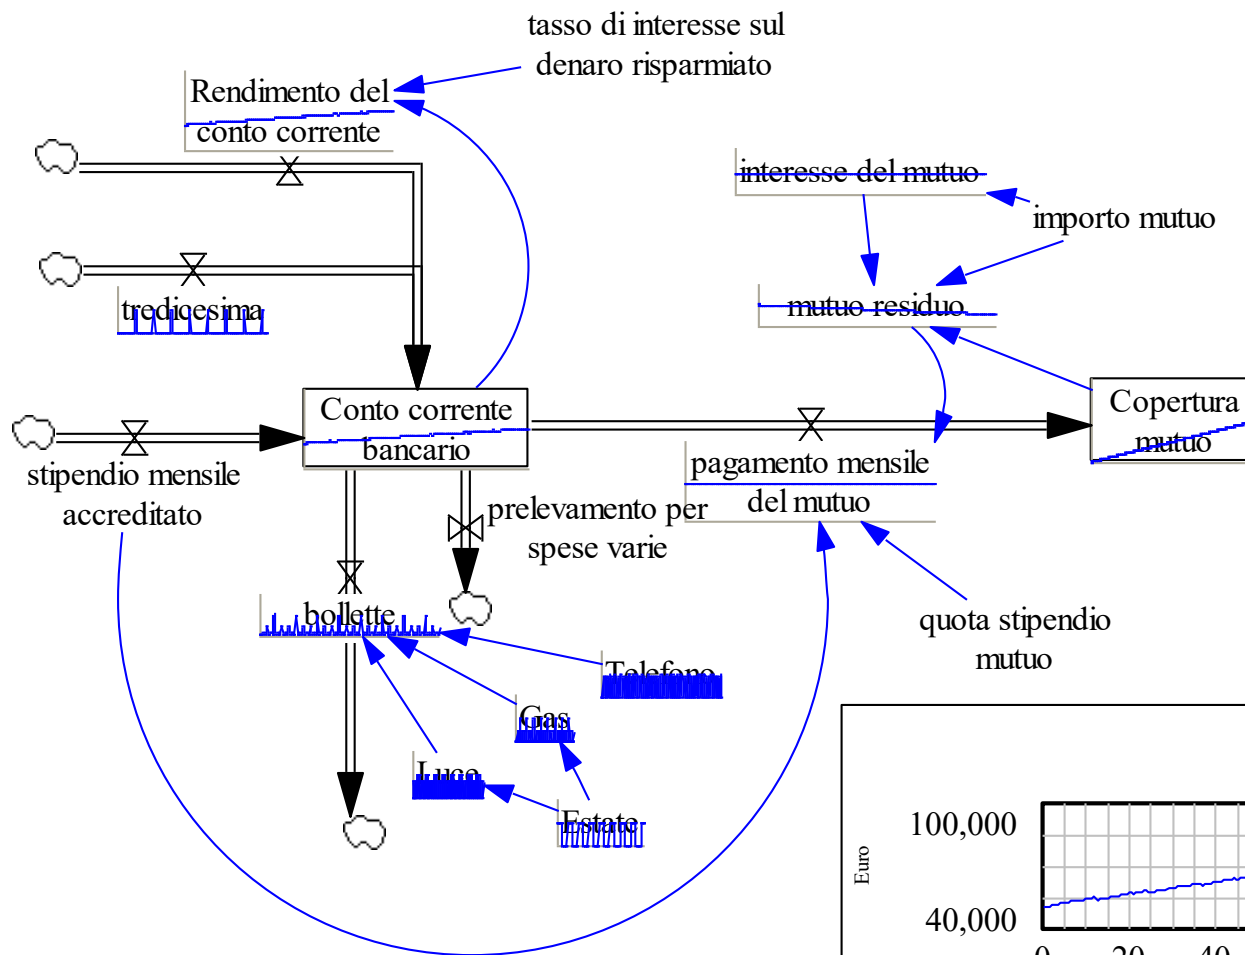 tasso di interesse sul
denaro risparmiato
Rendimento del
conto corrente
interesse del mutuo
importo mutuo
tredicesima
mutuo residuo
Conto corrente
bancario
Copertura
mutuo
stipendio mensile
accreditato
pagamento mensile
del mutuo
prelevamento per
spese varie
bollette
quota stipendio
mutuo
Telefono
Gas
Luce
Estate
100,000
Euro
40,000
0 20 40